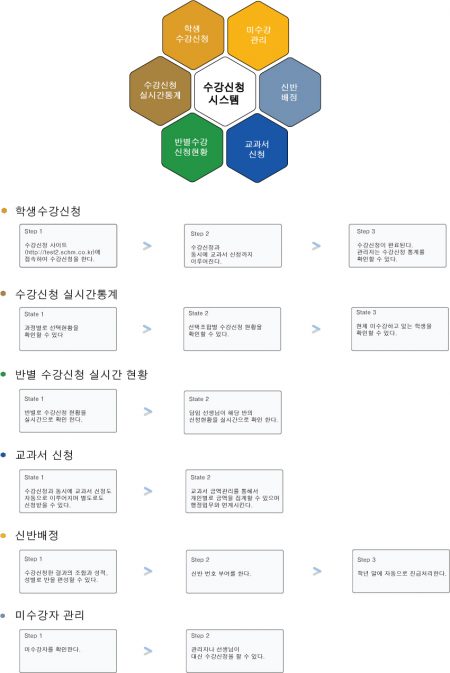 학생
수강신청
미수강
관리
수강신청
실시간통계
수강신청
시스템
신반
배정
반별수강
신청현황
교과서
신청
학생수강신청
Step 1
수강신청 사이트
(http://test2.schm.co.kr)에
접속하여 수강신청을 한다.
Step 2
수강신청과
동시에 교과서 신청까지
이루어진다.
Step 3
수강신청이 완료된다.
관리자는 수강신청 통계를
확인할 수 있다.
수강신청 실시간통계
State 1
과정별로 선택현황을
확인할 수 있다
State 2
선택조합별 수강신청 현황을
확인할 수 있다.
State 3
현재 미수강하고 있는 학생을
확인할 수 있다.
반별 수강신청 실시간 현황
State 1
반별로 수강신청 현황을
실시간으로 확인 한다.
State 2
담임 선생님이 해당 반의
신청현황을 실시간으로 확인 한다.
교과서 신청
State 1
수강신청과 동시에 교과서 신청도
자동으로 이루어지며 별도로도
신청받을 수 있다.
State 2
교과서 금액관리를 통해서
개인별로 금액을 집계할 수 있으며
행정업무와 연계시킨다.
신반배정
Step 1
수강신청한 결과의 조합과 성적,
성별로 반을 편성할 수 있다.
Step 2
신반 번호 부여를 한다.
Step 3
학년 말에 자동으로 진급처리한다.
미수강자 관리
Step 1
미수강자를 확인한다.
Step 2
관리자나 선생님이
대신 수강신청을 할 수 있다.